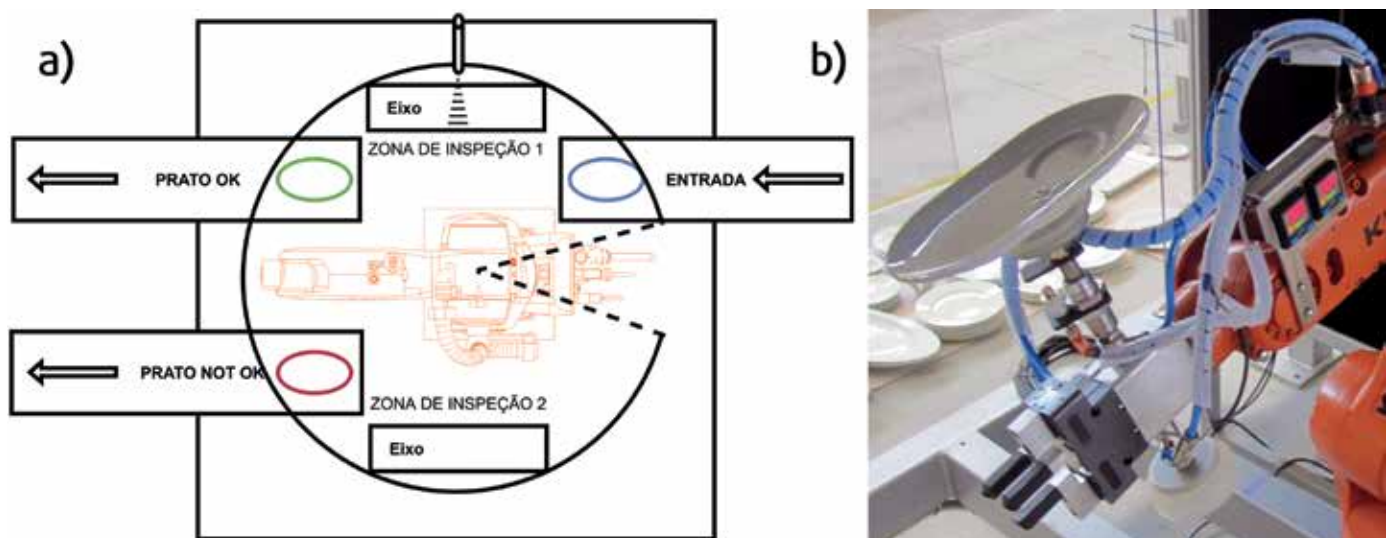 a)
b)
Eixo
ZONA DE INSPEÇÃO 1
PRATO OK
ENTRADA
PRATO NOT OK
ZONA DE INSPEÇÃO 2
Eixo